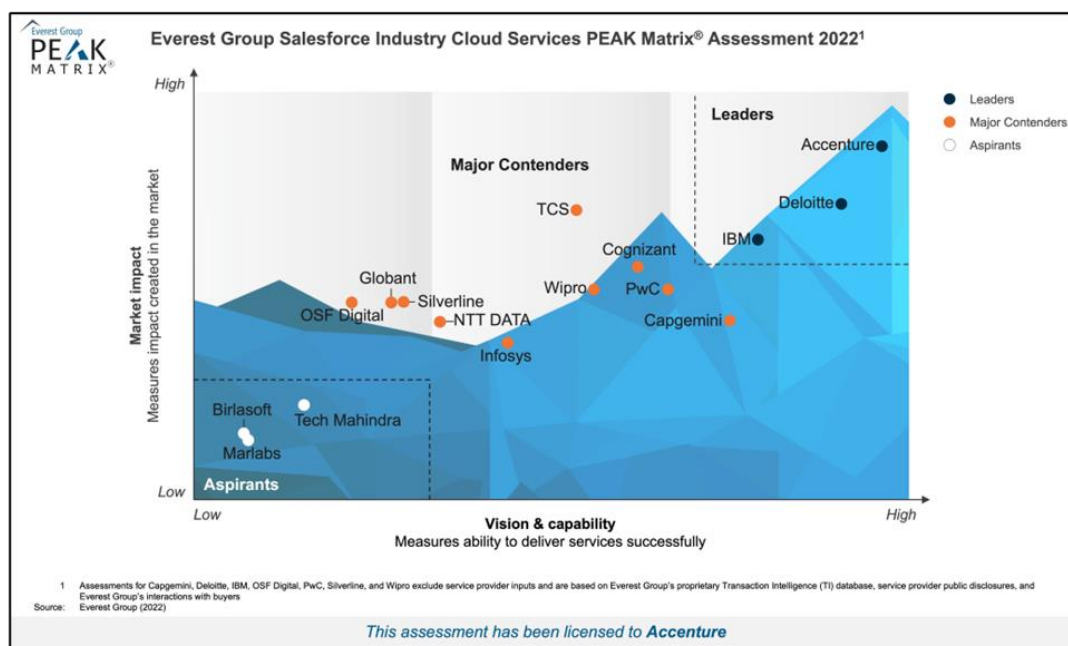 Everest Group
PEAK
MATRIX®
Everest Group Salesforce Industry Cloud Services PEAK Matrix® Assessment 2022¹
High
Leaders
Major Contenders
Aspirants
Leaders
Accenture
Major Contenders
Deloitte
TCS
IBM
Cognizant
Globant
Wipro
PwC
OSF Digital
Silverline
NTT DATA
Capgemini
Infosys
Market impact
Measures impact created in the market
Birlasoft
Tech Mahindra
Marlabs
Aspirants
Low
Low
High
Vision & capability
Measures ability to deliver services successfully
1 Assessments for Capgemini, Deloitte, IBM, OSF Digital, PwC, Silverline, and Wipro exclude service provider inputs and are based on Everest Group's proprietary Transaction Intelligence (TI) database, service provider public disclosures, and
Everest Group's interactions with buyers
Source: Everest Group (2022)
This assessment has been licensed to Accenture